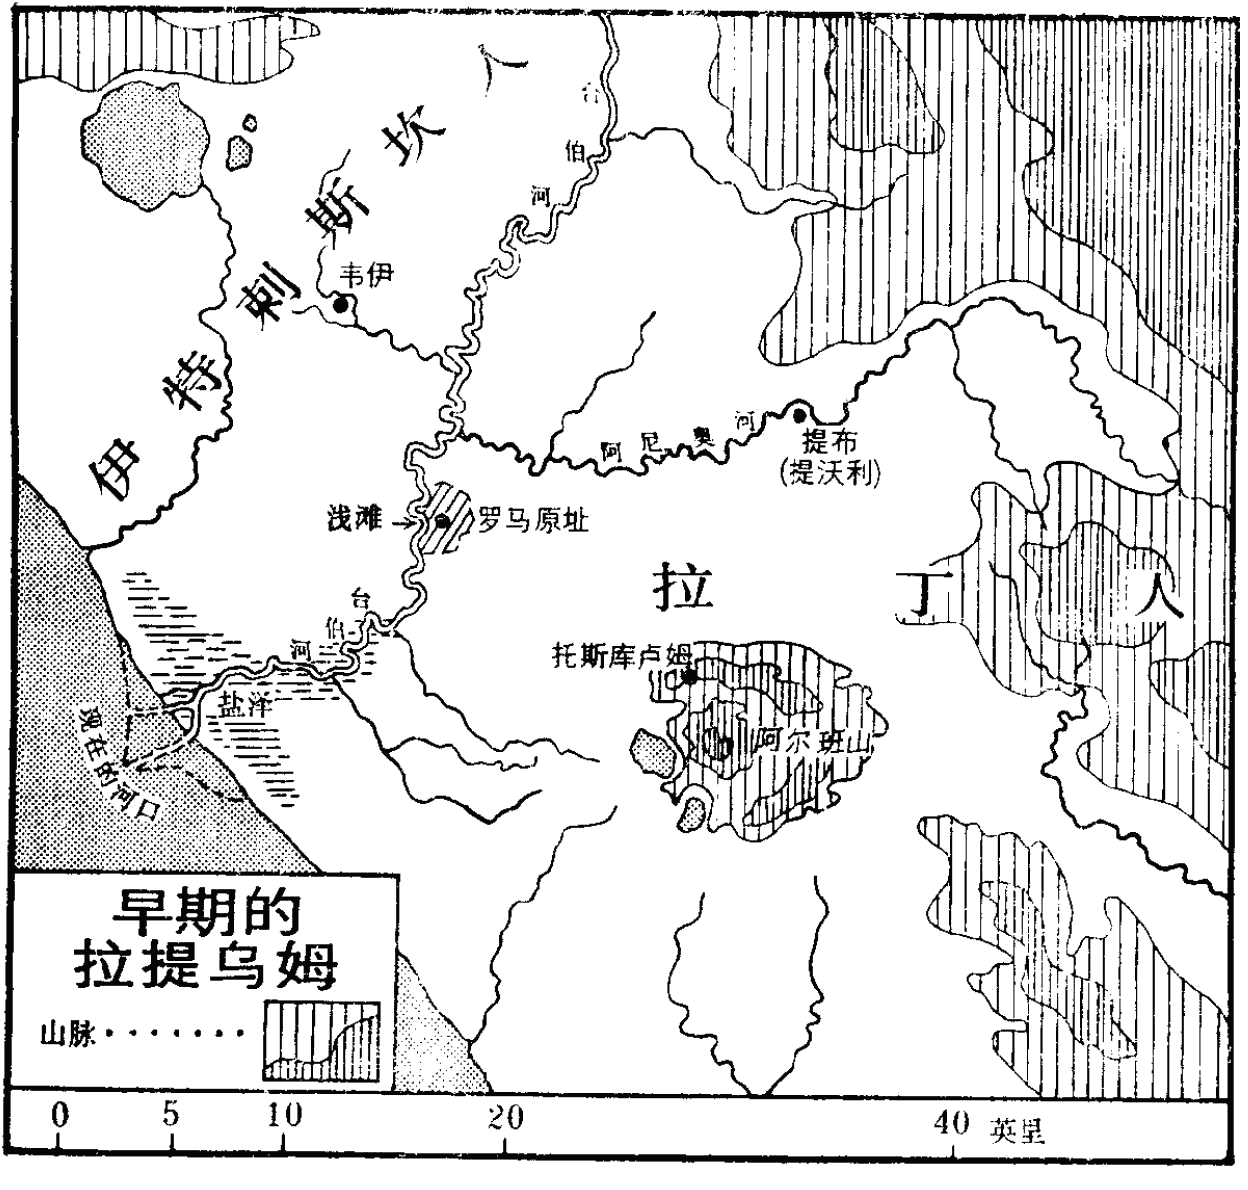 伊特刺斯坎人
台伯河
韦伊
阿尼奥河
提布
(提沃利)
浅滩
罗马原址
拉丁人
台伯河
托斯库卢姆
盐泽
阿尔班山
现在的河口
早期的
拉提乌姆
山脉
0 5 10 20 40 英里